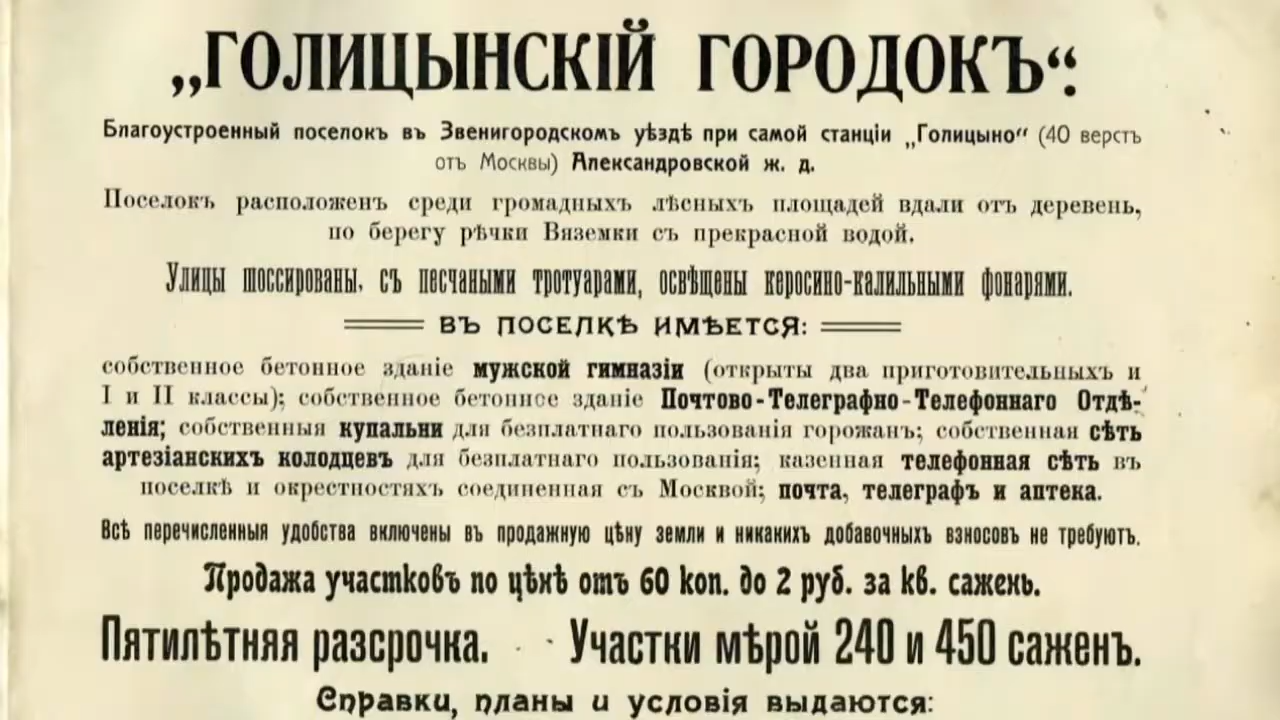 „ГОЛИЦЫНСКІЙ ГОРОДОКЪ“.
Благоустроенный поселокъ въ Звенигородскомъ уѣздѣ при самой станціи „Голицыно“ (40 верстъ
отъ Москвы) Александровской ж. д.
Поселокъ расположенъ среди громадныхъ лѣсныхъ площадей вдали отъ деревень,
по берегу рѣчки Вяземки съ прекрасной водой.
Улицы шоссированы, съ песчаными тротуарами, освѣщены керосино-калильными фонарями.
ВЪ ПОСЕЛКѢ ИМѢЕТСЯ:
собственное бетонное зданіе мужской гимназіи (открыты два приготовительныхъ и
I и II классы); собственное бетонное зданіе Почтово-Телеграфно-Телефоннаго Отдѣ-
ленія; собственныя купальни для безплатнаго пользованія горожанъ; собственная сѣть
артезіанскихъ колодцевъ для безплатнаго пользованія; казенная телефонная сѣть въ
поселкѣ и окрестностяхъ соединенная съ Москвой; почта, телеграфъ и аптека.
Всѣ перечисленныя удобства включены въ продажную цѣну земли и никакихъ добавочныхъ взносовъ не требуютъ.
Продажа участковъ по цѣнѣ отъ 60 коп. до 2 руб. за кв. сажень.
Пятилѣтняя разсрочка. Участки мѣрой 240 и 450 саженъ.
Справки, планы и условія выдаются: